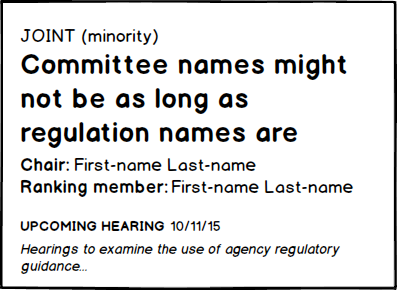 JOINT (minority)
Committee names might
not be as long as
regulation names are
Chair: First-name Last-name
Ranking member: First-name Last-name
UPCOMING HEARING 10/11/15
Hearings to examine the use of agency regulatory
guidance...